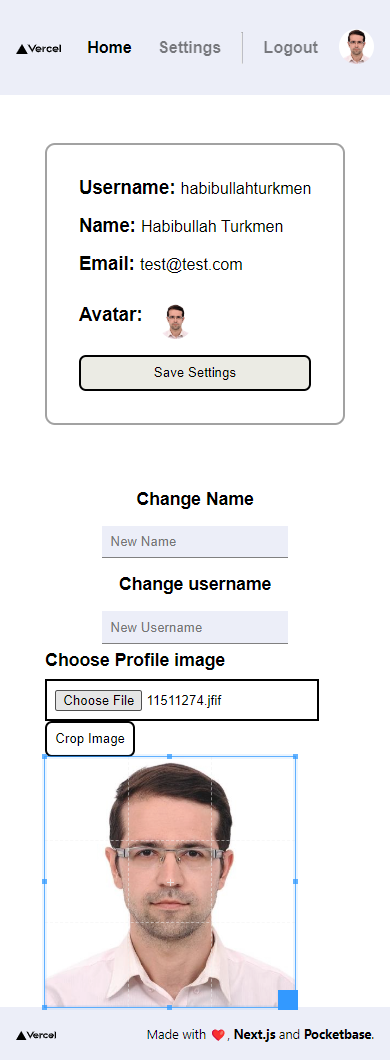 Vercel Home Settings Logout
Username: habibullahturkmen
Name: Habibullah Turkmen
Email: test@test.com
Avatar:
Save Settings
Change Name
New Name
Change username
New Username
Choose Profile image
Choose File 11511274.jfif
Crop Image
Vercel Made with ❤️, Next.js and Pocketbase.